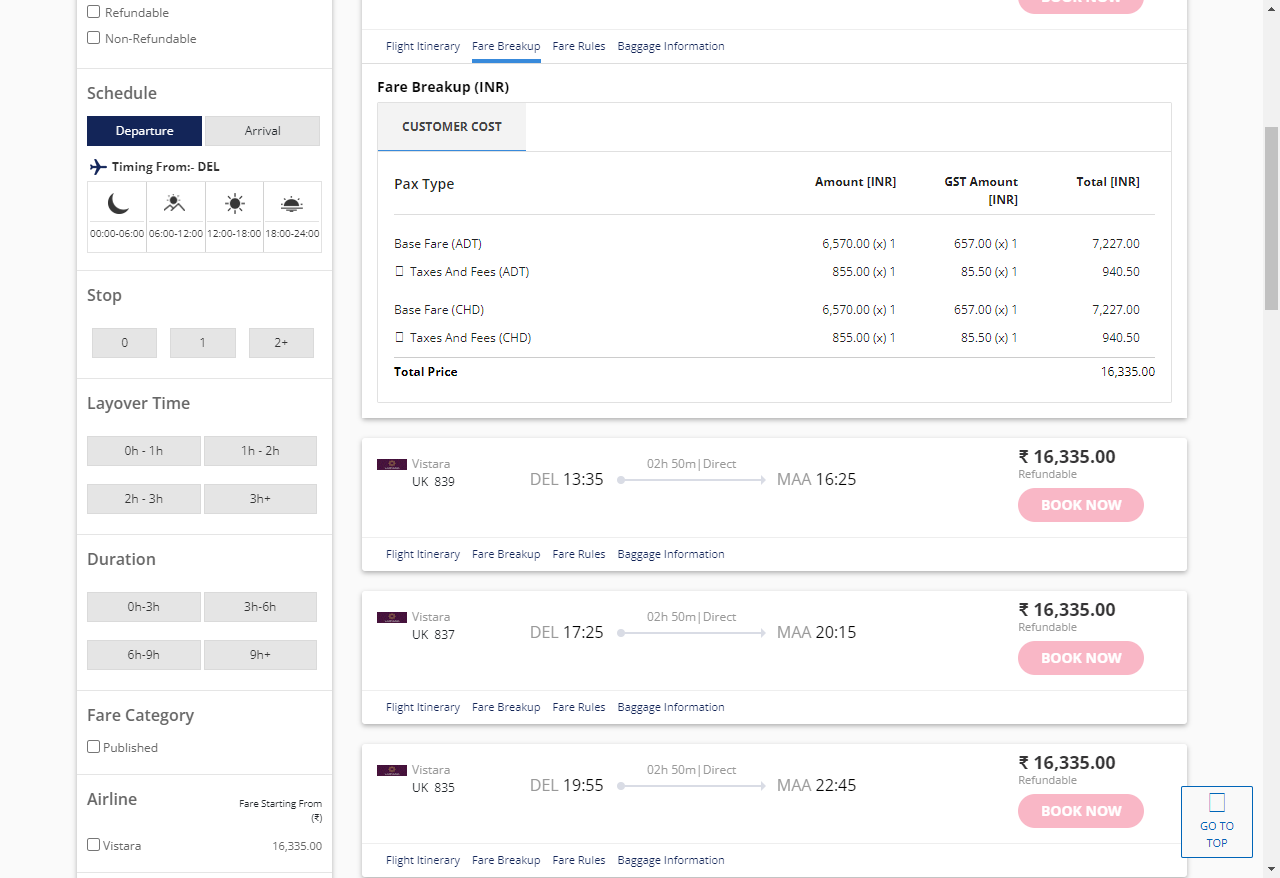 Refundable
Non-Refundable
Schedule
Departure
Arrival
Timing From:- DEL
00:00-06:00
06:00-12:00
12:00-18:00
18:00-24:00
Stop
0
1
2+
Layover Time
0h - 1h
1h - 2h
2h - 3h
3h+
Duration
0h-3h
3h-6h
6h-9h
9h+
Fare Category
Published
Airline
Fare Starting From
(₹)
Vistara
16,335.00
Flight Itinerary
Fare Breakup
Fare Rules
Baggage Information
Fare Breakup (INR)
CUSTOMER COST
Pax Type
Amount [INR]
GST Amount
[INR]
Total [INR]
Base Fare (ADT)
6,570.00 (x) 1
657.00 (x) 1
7,227.00
Taxes And Fees (ADT)
855.00 (x) 1
85.50 (x) 1
940.50
Base Fare (CHD)
6,570.00 (x) 1
657.00 (x) 1
7,227.00
Taxes And Fees (CHD)
855.00 (x) 1
85.50 (x) 1
940.50
Total Price
16,335.00
Vistara
UK 839
DEL 13:35
02h 50m|Direct
MAA 16:25
₹ 16,335.00
Refundable
BOOK NOW
Flight Itinerary
Fare Breakup
Fare Rules
Baggage Information
Vistara
UK 837
DEL 17:25
02h 50m|Direct
MAA 20:15
₹ 16,335.00
Refundable
BOOK NOW
Flight Itinerary
Fare Breakup
Fare Rules
Baggage Information
Vistara
UK 835
DEL 19:55
02h 50m|Direct
MAA 22:45
₹ 16,335.00
Refundable
BOOK NOW
Flight Itinerary
Fare Breakup
Fare Rules
Baggage Information
GO TO
TOP